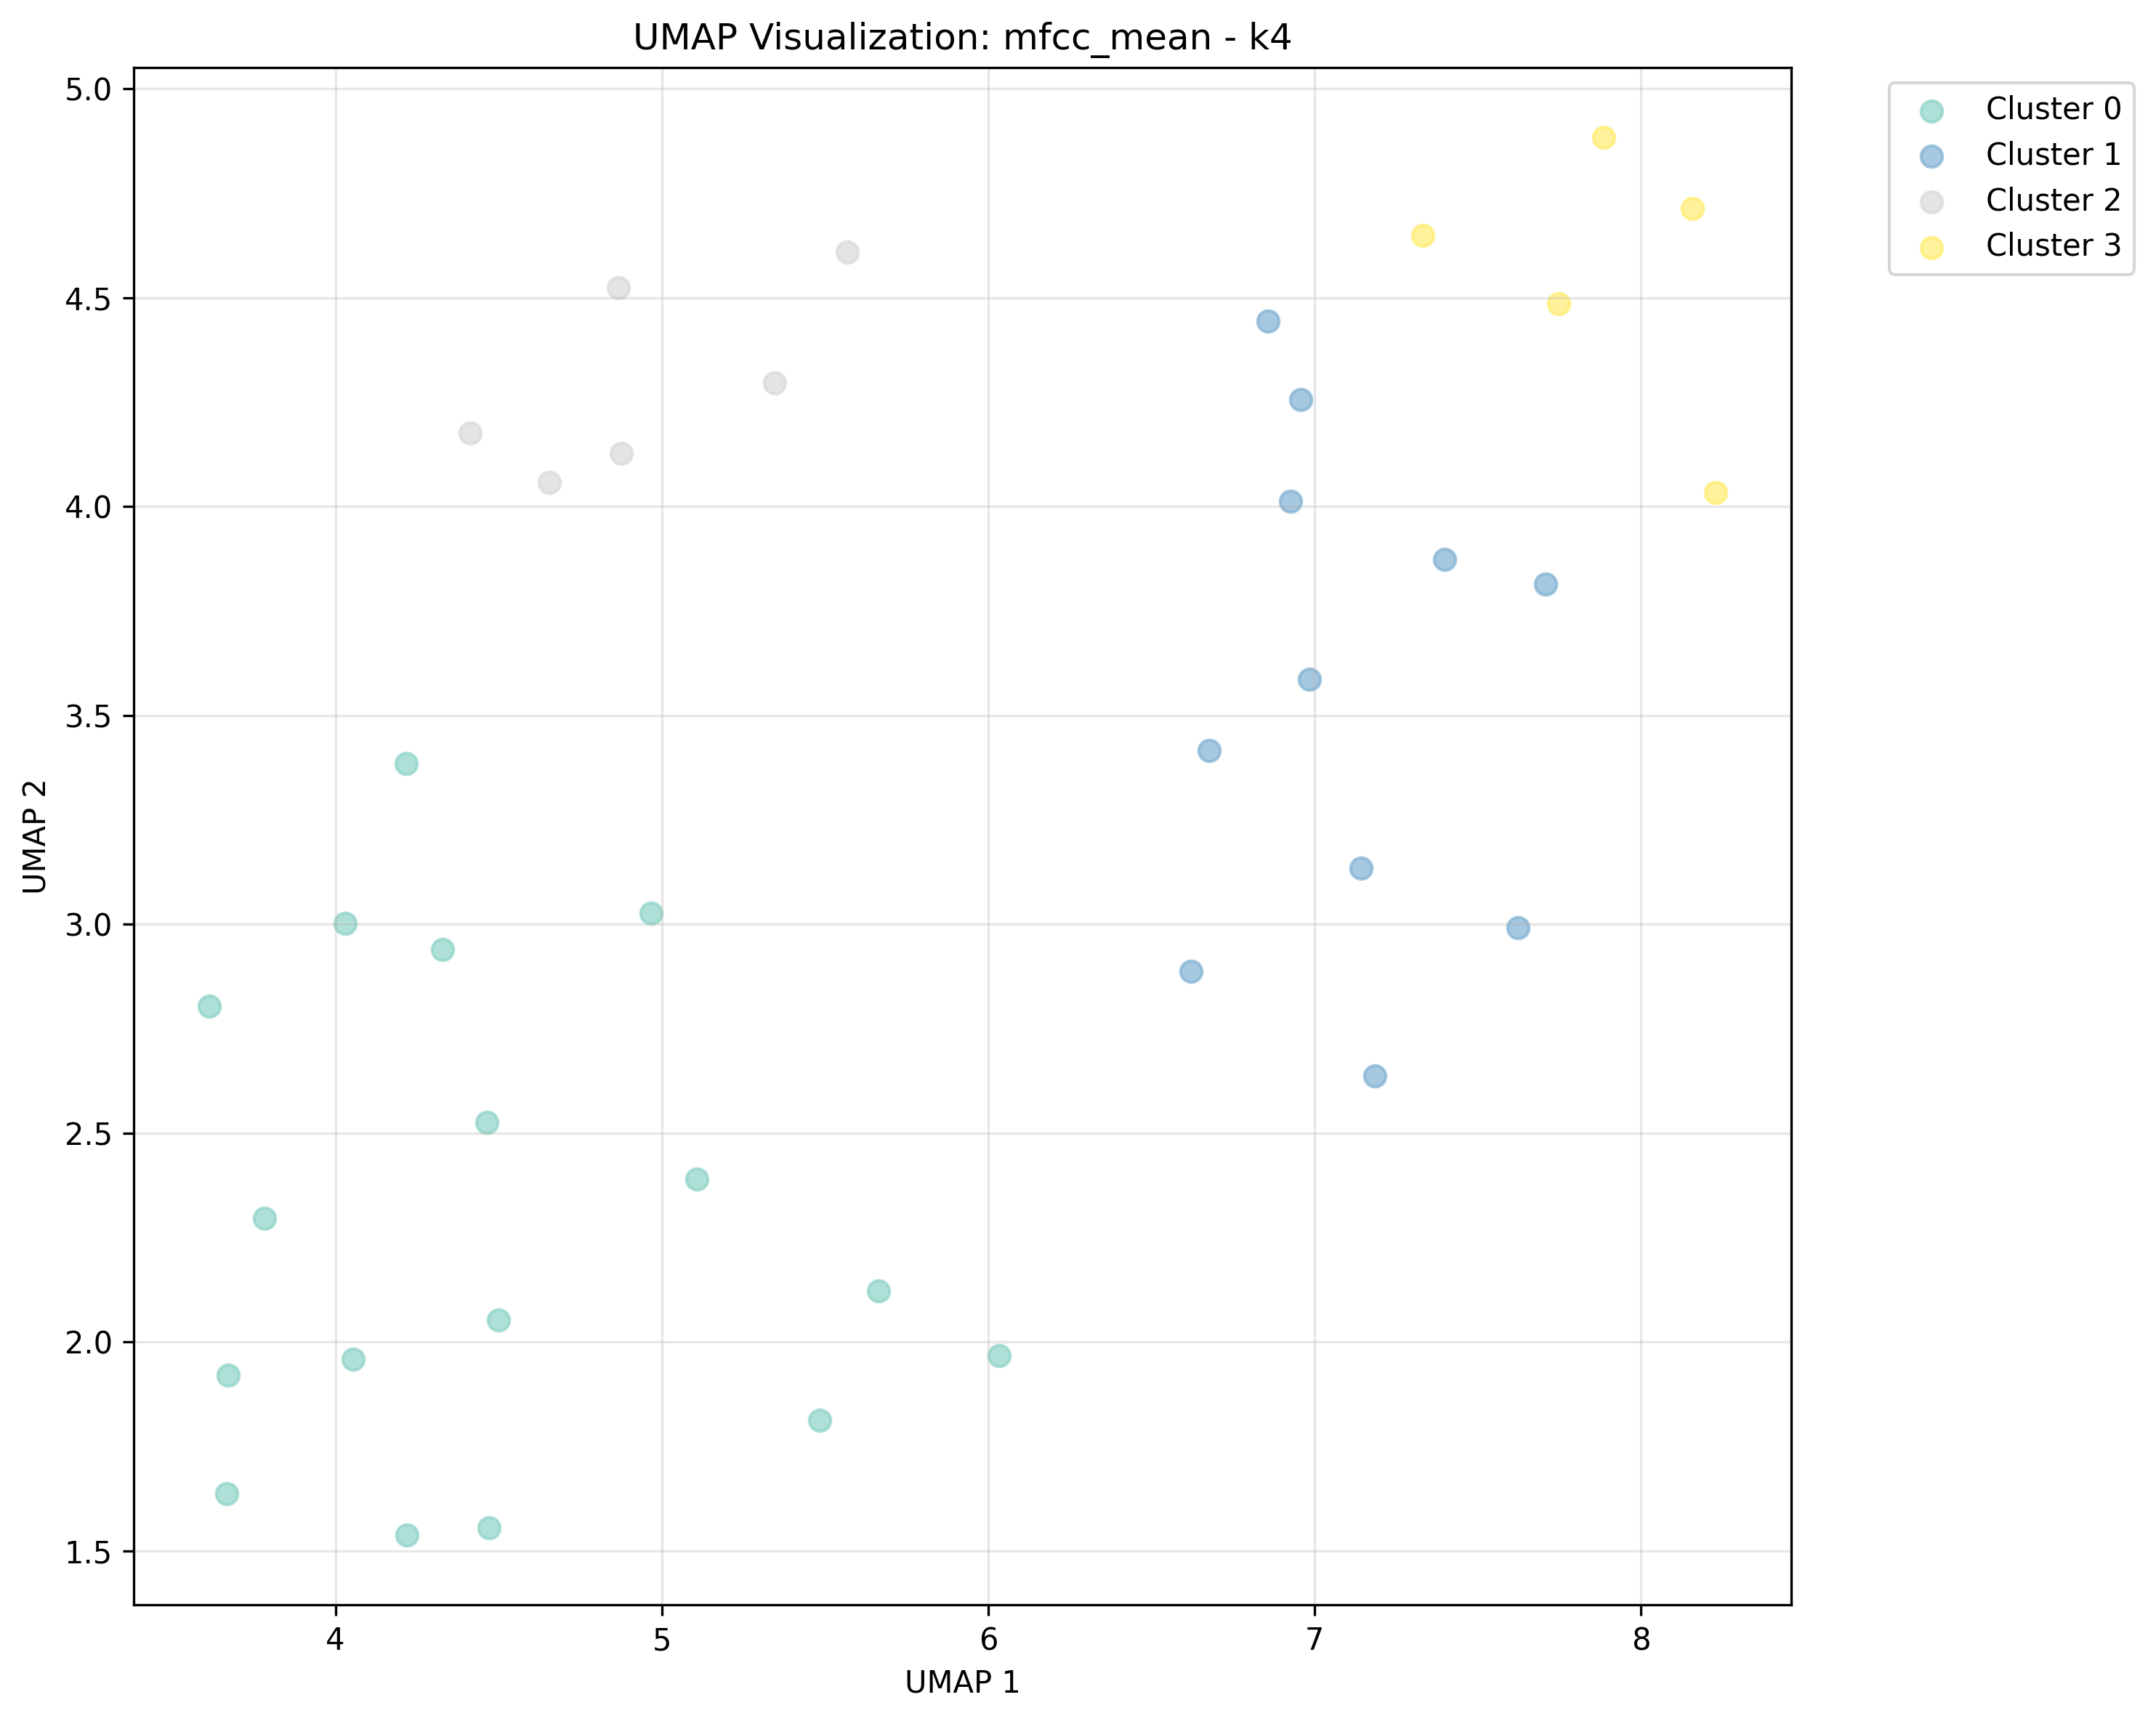 UMAP Visualization: mfcc_mean - k4
5.0
4.5
4.0
3.5
3.0
2.5
2.0
1.5
UMAP 2
4 5 6 7 8
UMAP 1
Cluster 0
Cluster 1
Cluster 2
Cluster 3